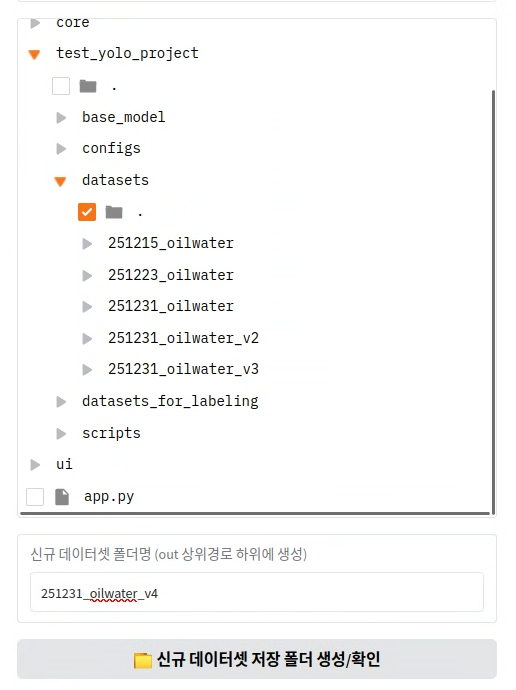 core
test_yolo_project
.
base_model
configs
datasets
.
251215_oilwater
251223_oilwater
251231_oilwater
251231_oilwater_v2
251231_oilwater_v3
datasets_for_labeling
scripts
ui
app.py
신규 데이터셋 폴더명 (out 상위경로 하위에 생성)
251231_oilwater_v4
신규 데이터셋 저장 폴더 생성/확인